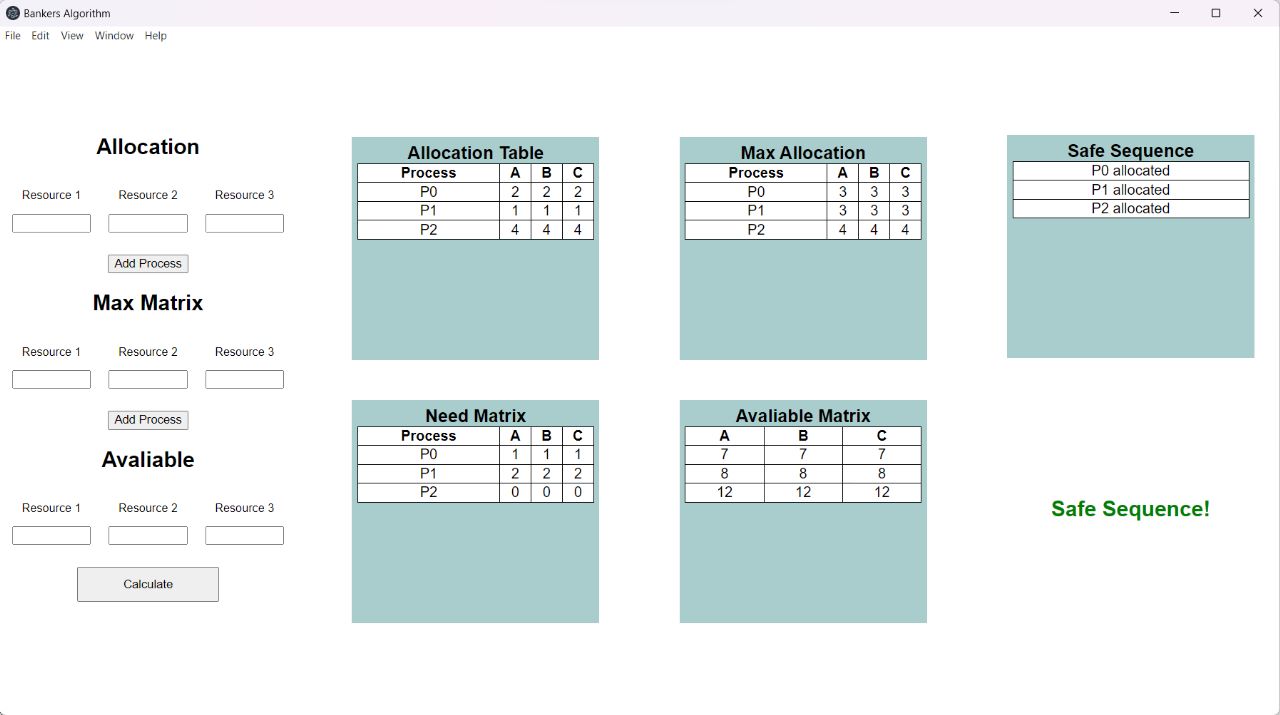 Bankers Algorithm
File Edit View Window Help
Allocation
Resource 1 Resource 2 Resource 3
Add Process
Max Matrix
Resource 1 Resource 2 Resource 3
Add Process
Avaliable
Resource 1 Resource 2 Resource 3
Calculate
Allocation Table
Process A B C
P0 2 2 2
P1 1 1 1
P2 4 4 4
Max Allocation
Process A B C
P0 3 3 3
P1 3 3 3
P2 4 4 4
Safe Sequence
P0 allocated
P1 allocated
P2 allocated
Need Matrix
Process A B C
P0 1 1 1
P1 2 2 2
P2 0 0 0
Avaliable Matrix
A B C
7 7 7
8 8 8
12 12 12
Safe Sequence!